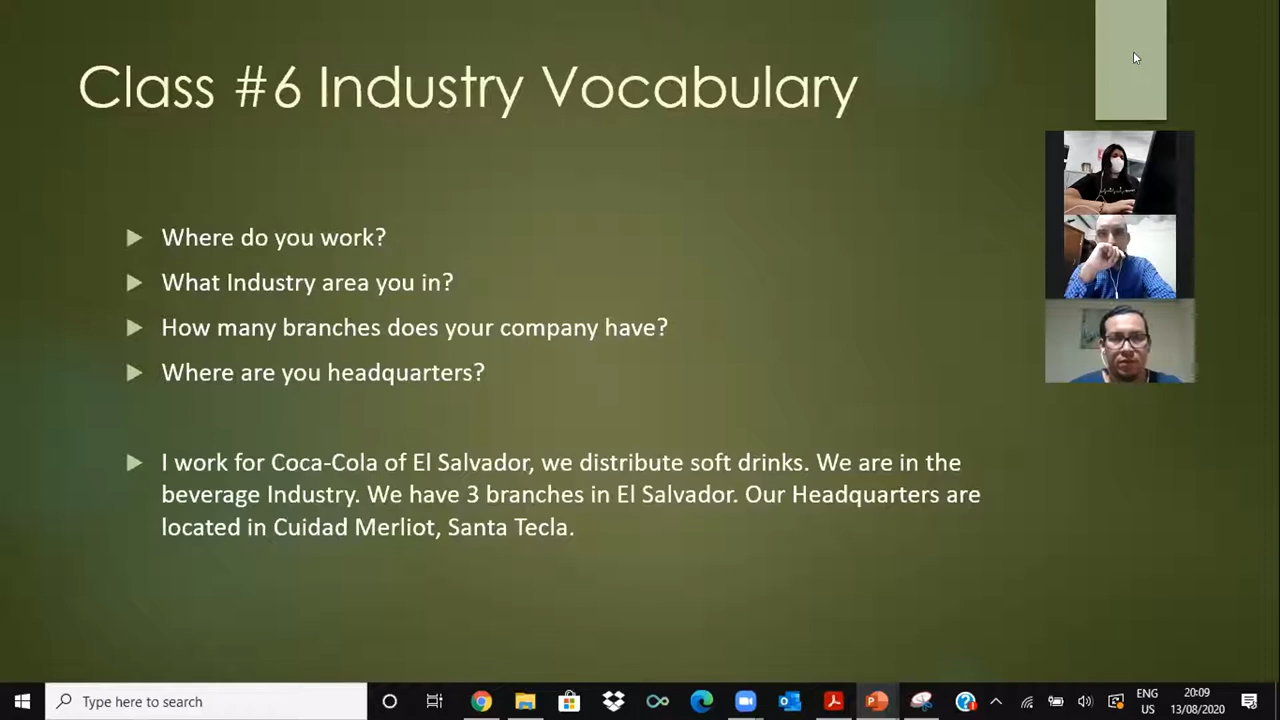 Class #6 Industry Vocabulary
Where do you work?
What Industry area you in?
How many branches does your company have?
Where are you headquarters?
I work for Coca-Cola of El Salvador, we distribute soft drinks. We are in the
beverage Industry. We have 3 branches in El Salvador. Our Headquarters are
located in Cuidad Merliot, Santa Tecla.
Type here to search
ENG
US
20:09
13/08/2020